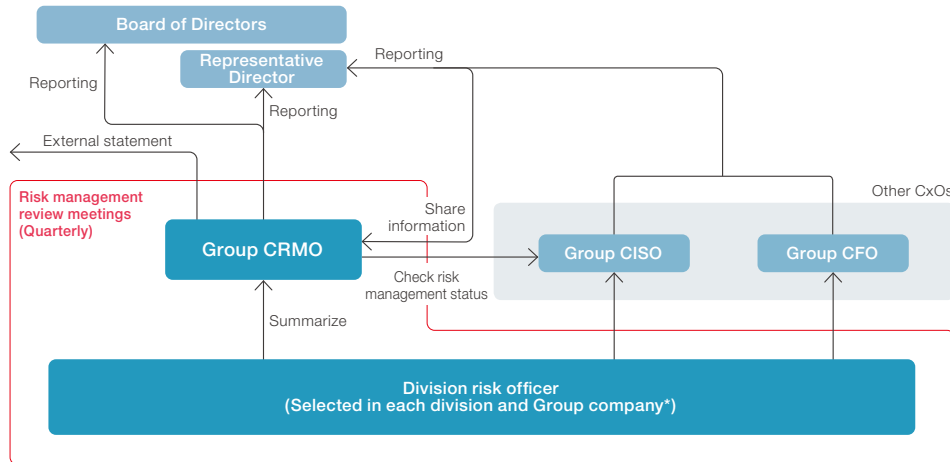 Board of Directors
Representative
Director
Reporting
Reporting
Reporting
External statement
Risk management
review meetings
(Quarterly)
Share
information
Other CxOs
Group CRMO
Group CISO
Group CFO
Check risk
management status
Summarize
Division risk officer
(Selected in each division and Group company*)